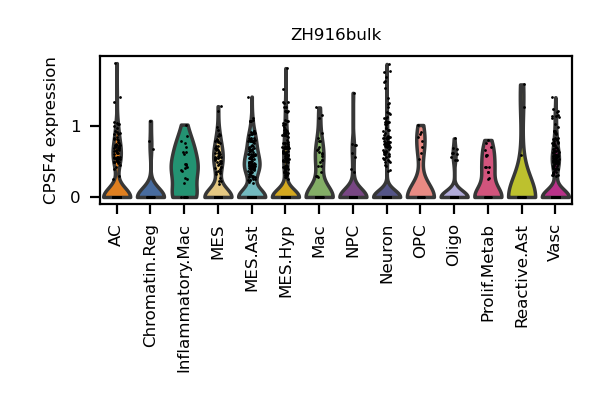 ZH916bulk
CPSF4 expression
1
0
AC
Chromatin.Reg
Inflammatory.Mac
MES
MES.Ast
MES.Hyp
Mac
NPC
Neuron
OPC
Oligo
Prolif.Metab
Reactive.Ast
Vasc